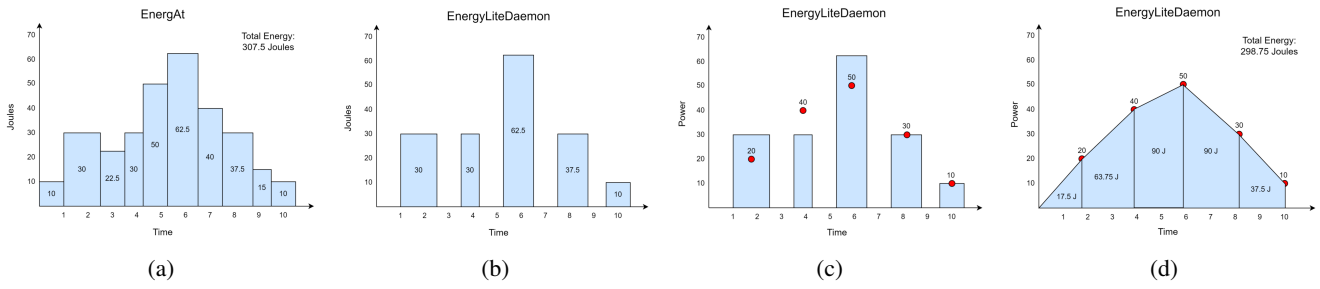 EnergAt
Total Energy:
307.5 Joules
Joules
70
60
50
40
30
20
10
10
30
22.5
30
50
62.5
40
37.5
15
10
1 2 3 4 5 6 7 8 9 10
Time
(a)
EnergyLiteDaemon
Joules
70
60
50
40
30
20
10
30
30
62.5
37.5
10
1 2 3 4 5 6 7 8 9 10
Time
(b)
EnergyLiteDaemon
Power
70
60
50
40
30
20
10
20
40
50
30
10
1 2 3 4 5 6 7 8 9 10
Time
(c)
EnergyLiteDaemon
Total Energy:
298.75 Joules
Power
70
60
50
40
30
20
10
20
40
50
30
10
17.5 J
63.75 J
90 J
90 J
37.5 J
1 2 3 4 5 6 7 8 9 10
Time
(d)